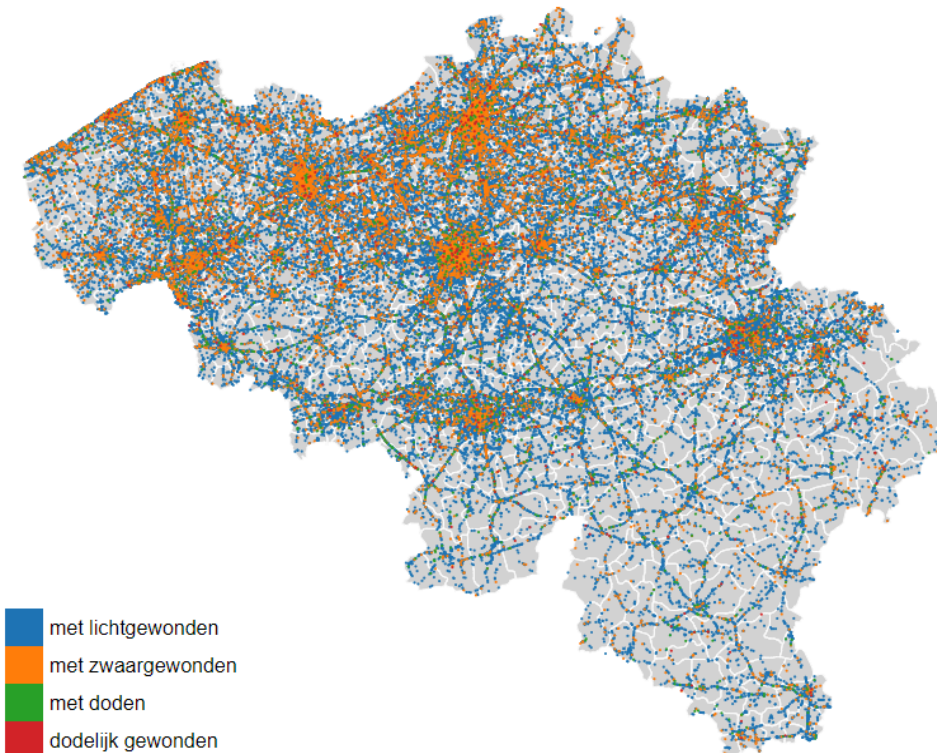 met lichtgewonden
met zwaargewonden
met doden
dodelijk gewonden